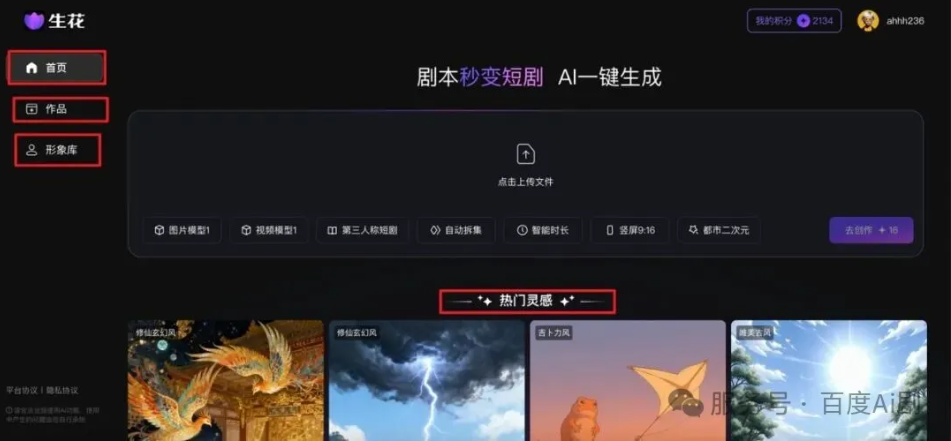 生花
我的积分 2134
ahhh236
首页
作品
形象库
剧本秒变短剧 AI一键生成
点击上传文件
图片模型1
视频模型1
第三人称短剧
自动拆集
智能时长
竖屏9:16
都市二次元
去创作 16
热门灵感
修仙玄幻风
修仙玄幻风
吉卜力风
唯美古风
平台协议 | 隐私协议
服务号 · 百度Ai